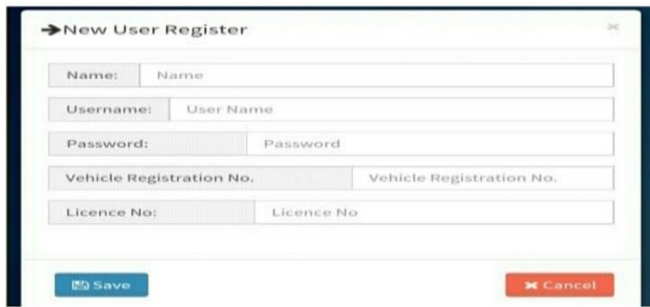 New User Register
Name: Name
Username: User Name
Password: Password
Vehicle Registration No. Vehicle Registration No.
Licence No: Licence No
Save Cancel